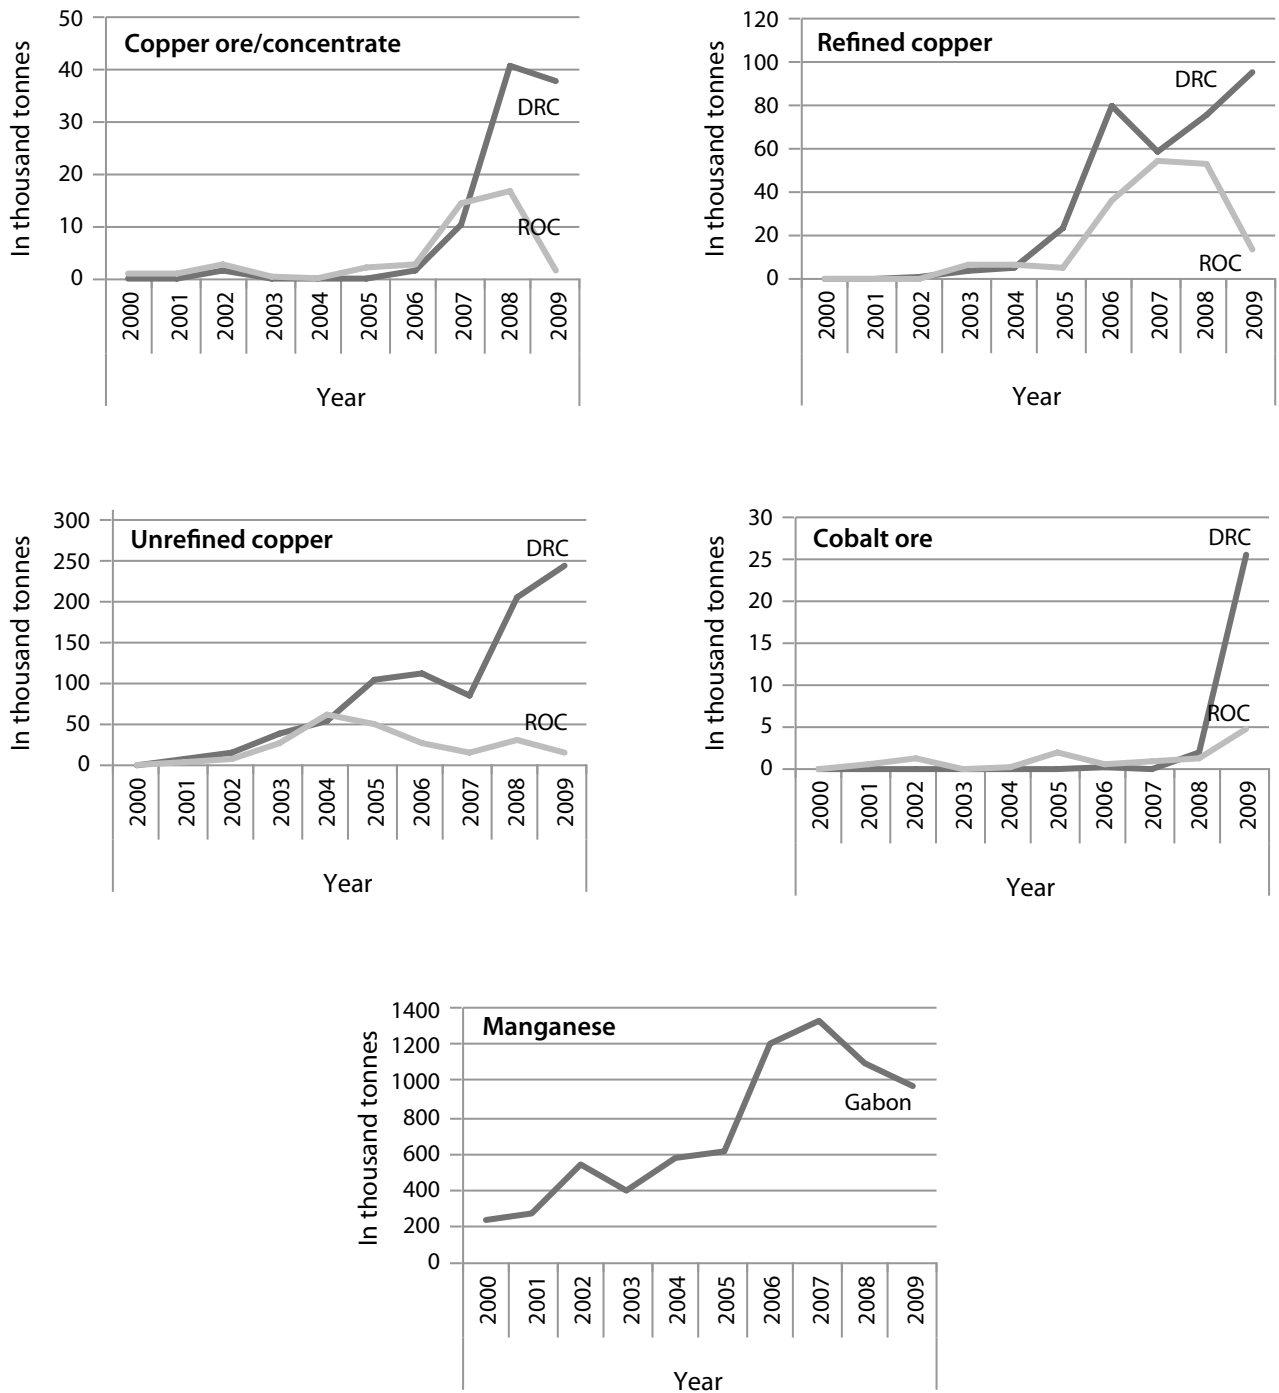 Copper ore/concentrate
In thousand tonnes
50
40
30
20
10
0
DRC
ROC
2000 2001 2002 2003 2004 2005 2006 2007 2008 2009
Year
Refined copper
In thousand tonnes
120
100
80
60
40
20
0
DRC
ROC
2000 2001 2002 2003 2004 2005 2006 2007 2008 2009
Year
Unrefined copper
In thousand tonnes
300
250
200
150
100
50
0
DRC
ROC
2000 2001 2002 2003 2004 2005 2006 2007 2008 2009
Year
Cobalt ore
In thousand tonnes
30
25
20
15
10
5
0
DRC
ROC
2000 2001 2002 2003 2004 2005 2006 2007 2008 2009
Year
Manganese
In thousand tonnes
1400
1200
1000
800
600
400
200
0
Gabon
2000 2001 2002 2003 2004 2005 2006 2007 2008 2009
Year